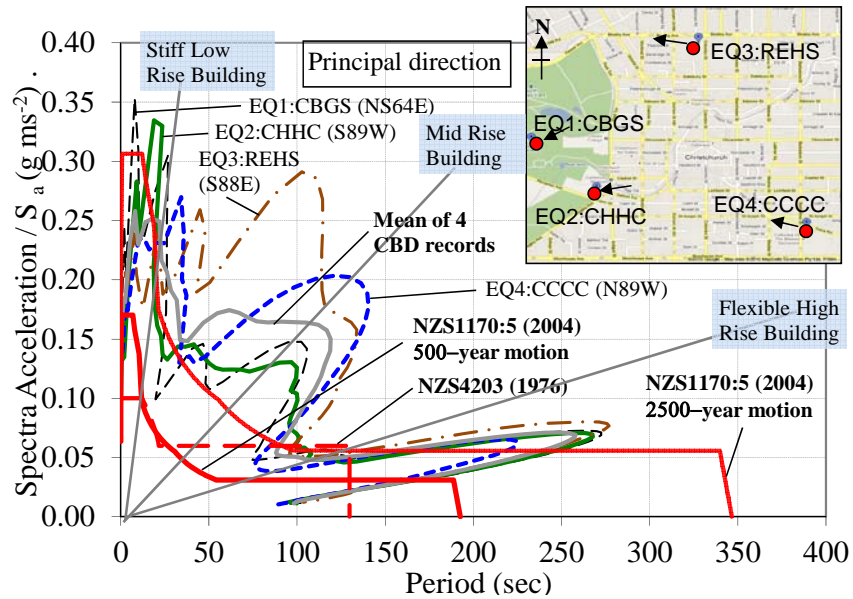 Spectra Acceleration / S a (g ms-2) .
0.40
0.35
0.30
0.25
0.20
0.15
0.10
0.05
0.00
0
50
100
150
200
250
300
350
400
Period (sec)
Stiff Low
Rise Building
Principal direction
EQ1:CBGS (NS64E)
EQ2:CHHC (S89W)
EQ3:REHS
(S88E)
Mid Rise
Building
Mean of 4
CBD records
EQ4:CCCC (N89W)
NZS1170:5 (2004)
500–year motion
NZS4203 (1976)
Flexible High
Rise Building
NZS1170:5 (2004)
2500–year motion
N
EQ3:REHS
EQ1:CBGS
Christchurch
EQ2:CHHC
EQ4:CCCC